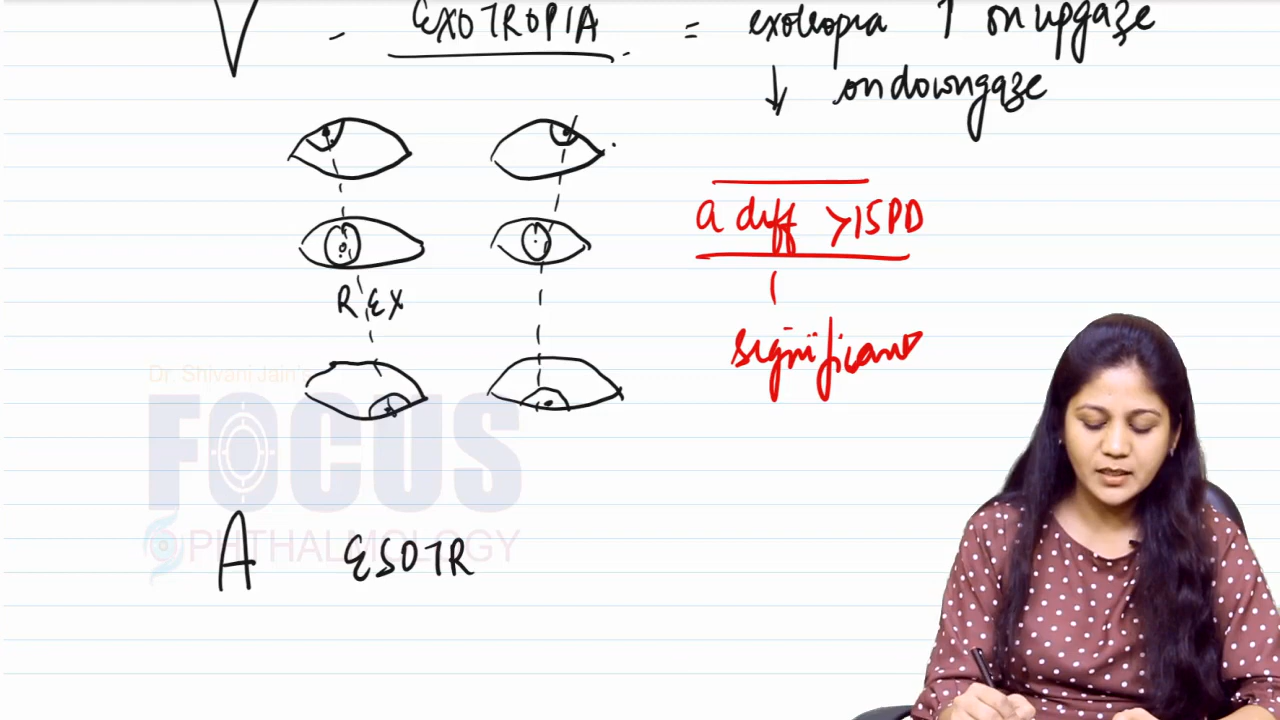 V - EXOTROPIA = exotropia ↑ on upgaze
↓ on downgaze
a diff >15PD
R EX
significant
Dr. Shivani Jain's
FOCUS
OPHTHALMOLOGY
A ESOTR